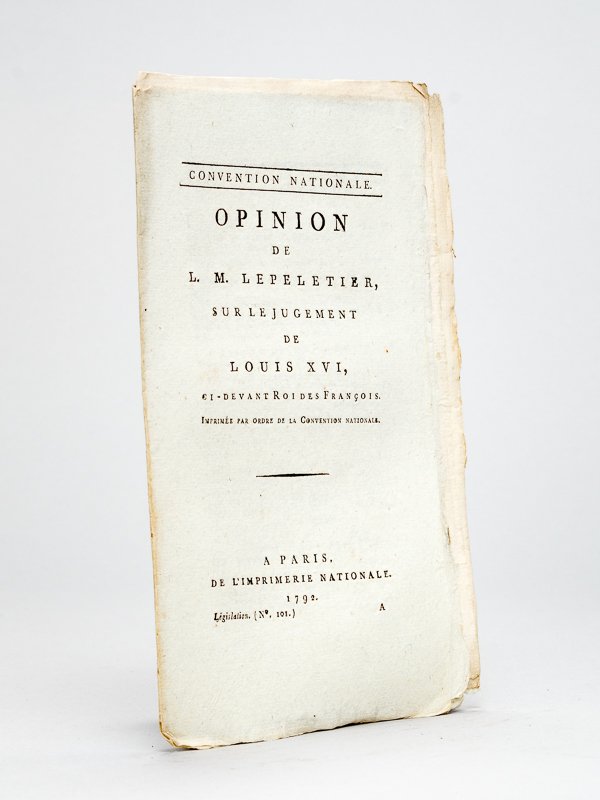 CONVENTION NATIONALE.
OPINION
DE
L. M. LEPELETIER,
SUR LE JUGEMENT
DE
LOUIS XVI,
CI-DEVANT ROI DES FRANÇOIS.
IMPRIMÉE PAR ORDRE DE LA CONVENTION NATIONALE.
A PARIS,
DE L'IMPRIMERIE NATIONALE.
1792.
Législation. (Nº. 101.) A